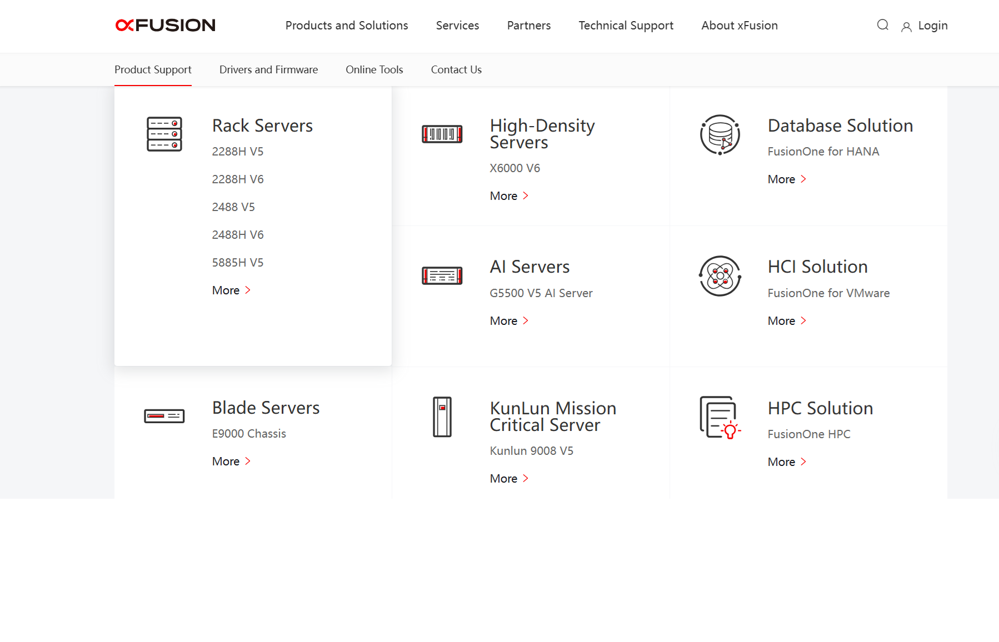 xFUSION
Products and Solutions
Services
Partners
Technical Support
About xFusion
Login
Product Support
Drivers and Firmware
Online Tools
Contact Us
Rack Servers
2288H V5
2288H V6
2488 V5
2488H V6
5885H V5
More
High-Density
Servers
X6000 V6
More
Database Solution
FusionOne for HANA
More
AI Servers
G5500 V5 AI Server
More
HCI Solution
FusionOne for VMware
More
Blade Servers
E9000 Chassis
More
KunLun Mission
Critical Server
Kunlun 9008 V5
More
HPC Solution
FusionOne HPC
More